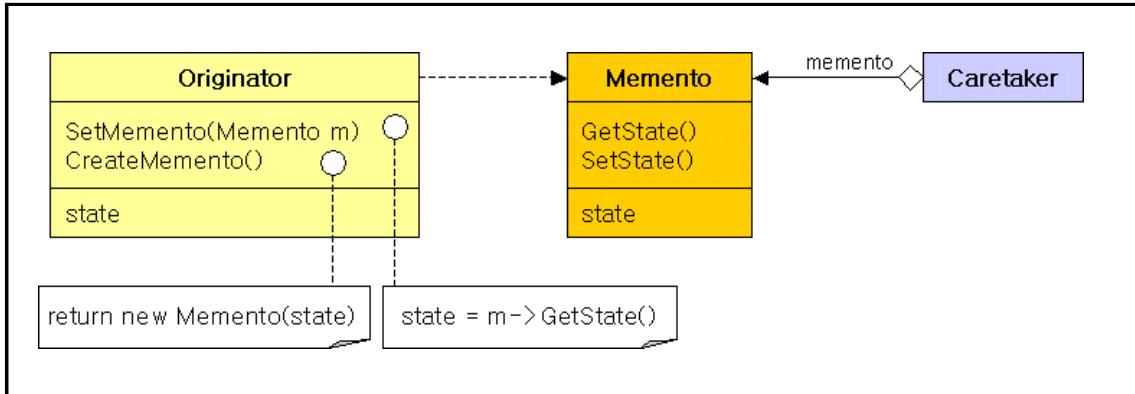 Originator
SetMemento(Memento m)
CreateMemento()
state
Memento
GetState()
SetState()
state
memento
Caretaker
return new Memento(state)
state = m->GetState()